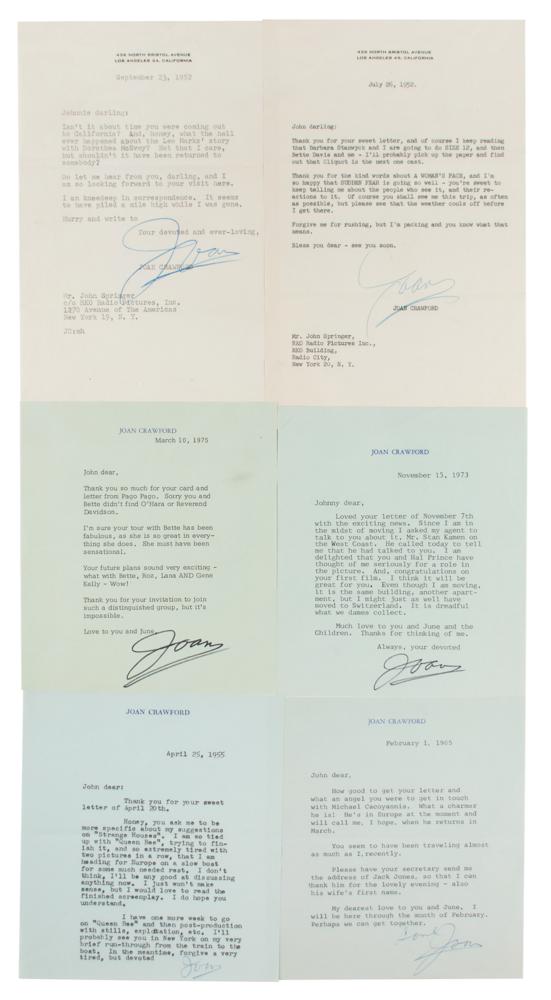 426 NORTH BRISTOL AVENUE
LOS ANGELES 49, CALIFORNIA
September 23, 1952
Johnnie darling:
Isn't it about time you were coming out
to California? And, honey, what the hell
ever happened about the Leo Marks' story
with Dorothea McEvoy? Not that I care,
but shouldn't it have been returned to
somebody?
Do let me hear from you, darling, and I
am so looking forward to your visit here.
I am kneedeep in correspondence. It seems
to have piled a mile high while I was gone.
Hurry and write to
Your devoted and ever-loving,
Joan
JOAN CRAWFORD
Mr. John Springer
c/o RKO Radio Pictures, Inc.
1270 Avenue of The Americas
New York 19, N. Y.
JC:mh
426 NORTH BRISTOL AVENUE
LOS ANGELES 49, CALIFORNIA
July 26, 1952.
John darling:
Thank you for your sweet letter, and of course I keep reading
that Barbara Stanwyck and I are going to do SIZE 12, and then
Bette Davis and me - I'll probably pick up the paper and find
out that Cliquot is the next one cast.
Thank you for the kind words about A WOMAN'S FACE, and I'm
so happy that SUDDEN FEAR is going so well - you're sweet to
keep telling me about the people who see it, and their re-
actions to it. Of course you shall see me this trip, as often
as possible, but please see that the weather cools off before
I get there.
Forgive me for rushing, but I'm packing and you know what that
means.
Bless you dear - see you soon.
Joan
JOAN CRAWFORD
Mr. John Springer,
RKO Radio Pictures Inc.,
RKO Building,
Radio City,
New York 20, N. Y.
JOAN CRAWFORD
March 10, 1975
John dear,
Thank you so much for your card and
letter from Pago Pago. Sorry you and
Bette didn't find O'Hara or Reverend
Davidson.
I'm sure your tour with Bette has been
fabulous, as she is so great in every-
thing she does. She must have been
sensational.
Your future plans sound very exciting -
what with Bette, Roz, Lana AND Gene
Kelly - Wow!
Thank you for your invitation to join
such a distinguished group, but it's
impossible.
Love to you and June,
Joan
JOAN CRAWFORD
November 15, 1973
Johnny dear,
Loved your letter of November 7th
with the exciting news. Since I am in
the midst of moving I asked my agent to
talk to you about it, Mr. Stan Kamen on
the West Coast. He called today to tell
me that he had talked to you. I am
delighted that you and Hal Prince have
thought of me seriously for a role in
the picture. And, congratulations on
your first film. I think it will be
great for you. Even though I am moving,
it is the same building, another apart-
ment, but I might just as well have
moved to Switzerland. It is dreadful
what we dames collect.
Much love to you and June and the
Children. Thanks for thinking of me.
Always, your devoted
Joan
JOAN CRAWFORD
April 25, 1955
John dear:
Thank you for your sweet
letter of April 20th.
Honey, you ask me to be
more specific about my suggestions
on "Strange Houses". I am so tied
up with "Queen Bee", trying to fin-
ish it, and so extremely tired with
two pictures in a row, that I am
heading for Europe on a slow boat
for some much needed rest. I don't
think, I'll be any good at discussing
anything now. I just won't make
sense, but I would love to read the
finished screenplay. I do hope you
understand.
I have one more week to go
on "Queen Bee" and then post-production
with stills, exploitation, etc. I'll
probably see you in New York on my very
brief run-through from the train to the
boat. In the meantime, forgive a very
tired, but devoted
Joan
JOAN CRAWFORD
February 1, 1965
John dear,
How good to get your letter and
what an angel you were to get in touch
with Michael Cacoyannis. What a charmer
he is! He's in Europe at the moment and
will call me, I hope, when he returns in
March.
You seem to have been traveling almost
as much as I, recently.
Please have your secretary send me
the address of Jack Jones, so that I can
thank him for the lovely evening - also
his wife's first name.
My dearest love to you and June. I
will be here through the month of February.
Perhaps we can get together.
Love
Joan